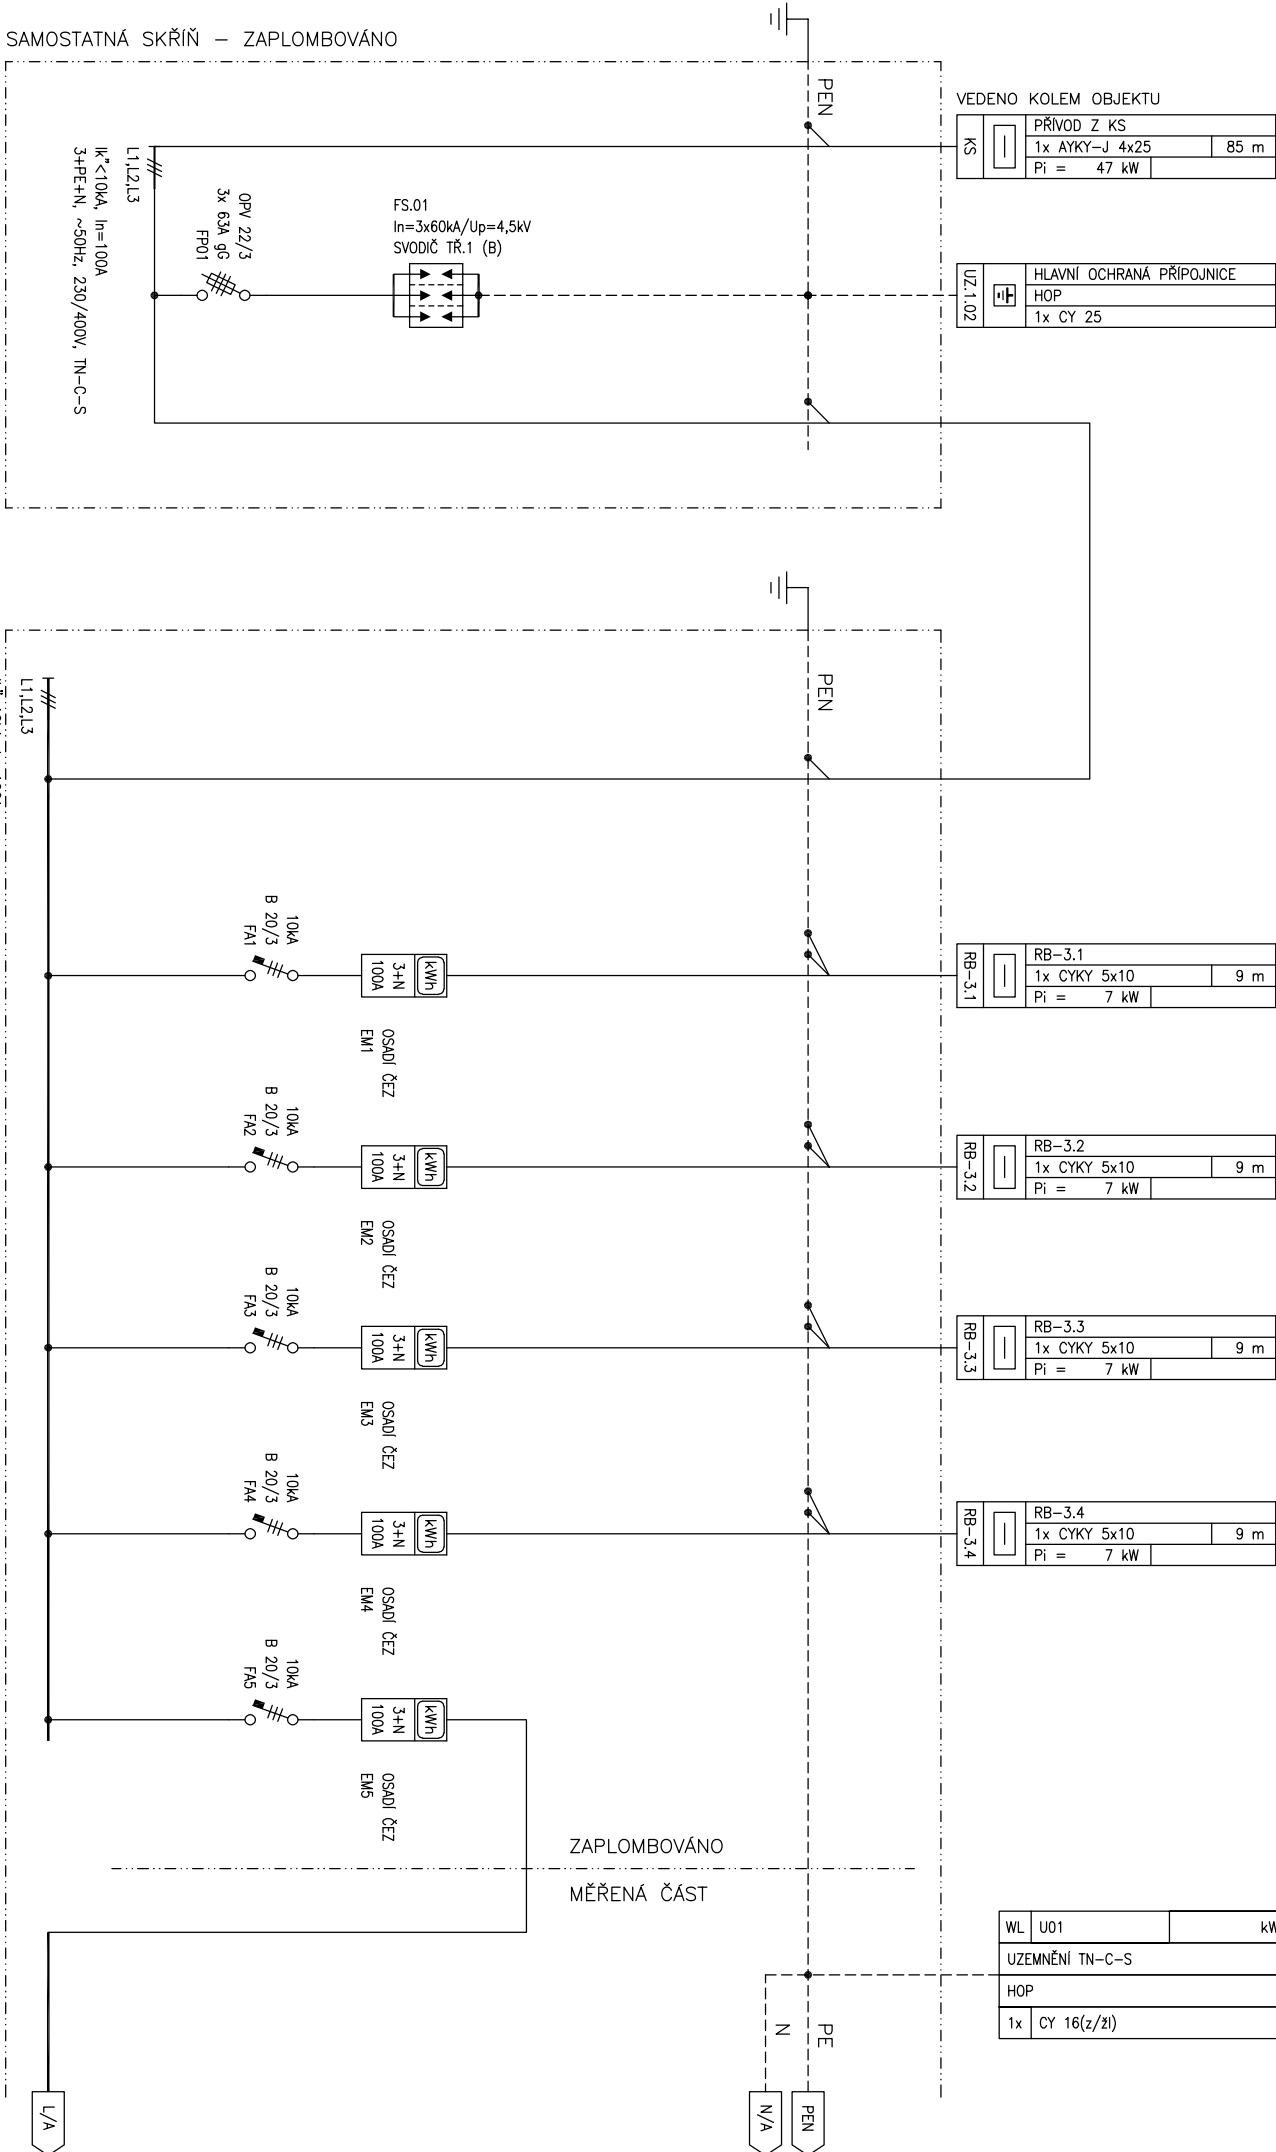 SAMOSTATNÁ SKŘÍŇ – ZAPLOMBOVÁNO
PEN
VEDENO KOLEM OBJEKTU
KS
PŘÍVOD Z KS
1x AYKY-J 4x25 85 m
Pi = 47 kW
L1,L2,L3
Ik"<10kA, In=100A
3+PE+N, ~50Hz, 230/400V, TN-C-S
OPV 22/3
3x 63A gG
FP01
FS.01
In=3x60kA/Up=4,5kV
SVODIČ TŘ.1 (B)
UZ.1.02
HLAVNÍ OCHRANÁ PŘÍPOJNICE
HOP
1x CY 25
PEN
L1,L2,L3
10kA
B 20/3
FA1
kWh
3+N
100A
OSADÍ ČEZ
EM1
RB-3.1
RB-3.1
1x CYKY 5x10 9 m
Pi = 7 kW
10kA
B 20/3
FA2
kWh
3+N
100A
OSADÍ ČEZ
EM2
RB-3.2
RB-3.2
1x CYKY 5x10 9 m
Pi = 7 kW
10kA
B 20/3
FA3
kWh
3+N
100A
OSADÍ ČEZ
EM3
RB-3.3
RB-3.3
1x CYKY 5x10 9 m
Pi = 7 kW
10kA
B 20/3
FA4
kWh
3+N
100A
OSADÍ ČEZ
EM4
RB-3.4
RB-3.4
1x CYKY 5x10 9 m
Pi = 7 kW
10kA
B 20/3
FA5
kWh
3+N
100A
OSADÍ ČEZ
EM5
ZAPLOMBOVÁNO
MĚŘENÁ ČÁST
WL U01 kW
UZEMNĚNÍ TN-C-S
HOP
1x CY 16(z/žl)
N
PE
L/A
N/A
PEN